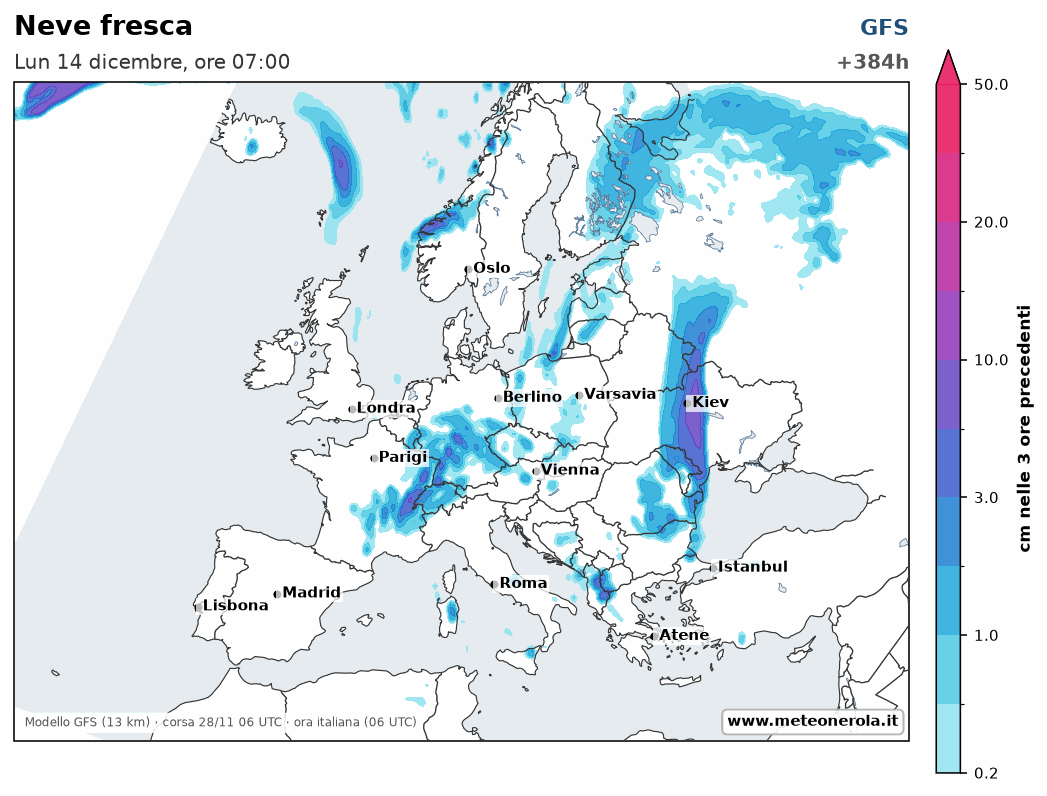 Neve fresca
GFS
Lun 14 dicembre, ore 07:00
+384h
50.0
20.0
10.0
3.0
1.0
0.2
cm nelle 3 ore precedenti
Oslo
Berlino
Varsavia
Kiev
Londra
Parigi
Vienna
Istanbul
Roma
Madrid
Lisbona
Atene
Modello GFS (13 km) · corsa 28/11 06 UTC · ora italiana (06 UTC)
www.meteonerola.it